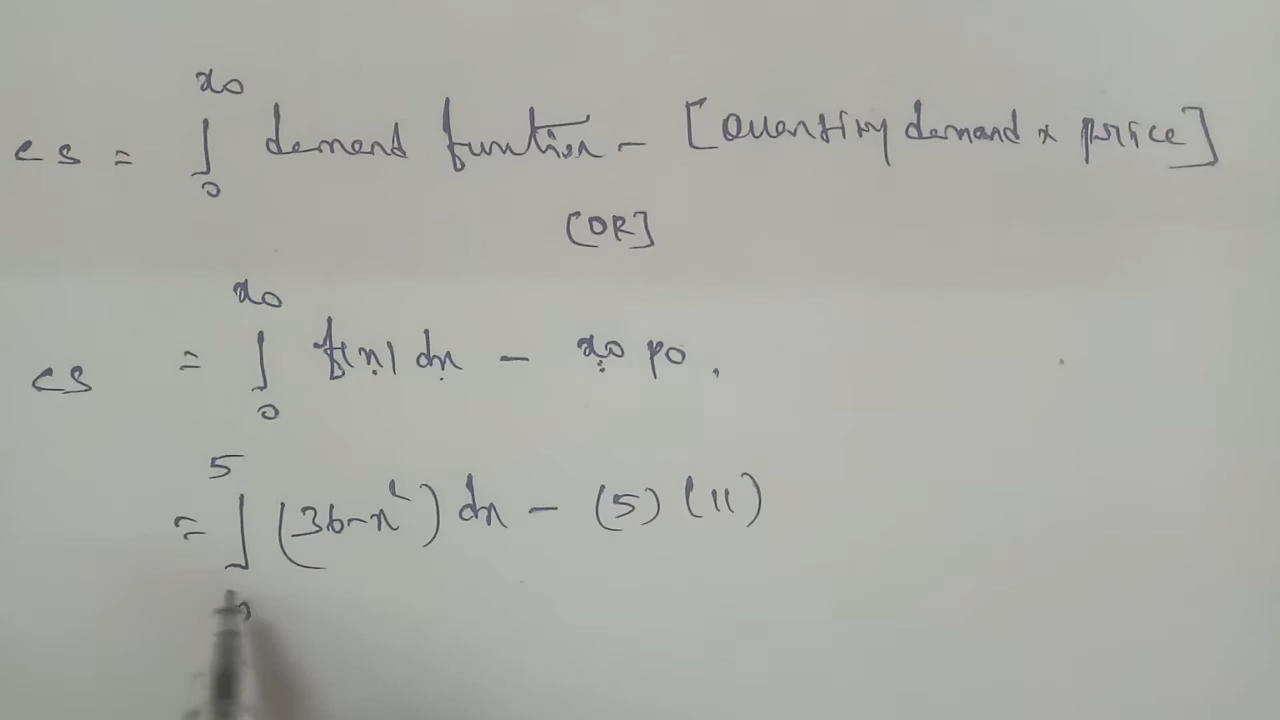 x₀
cs = ∫ demand function - [Quantity demand × price]
0
[OR]
x₀
cs = ∫ f(x) dx - x₀ p₀.
0
5
= ∫ (36-x²) dx - (5) (11)